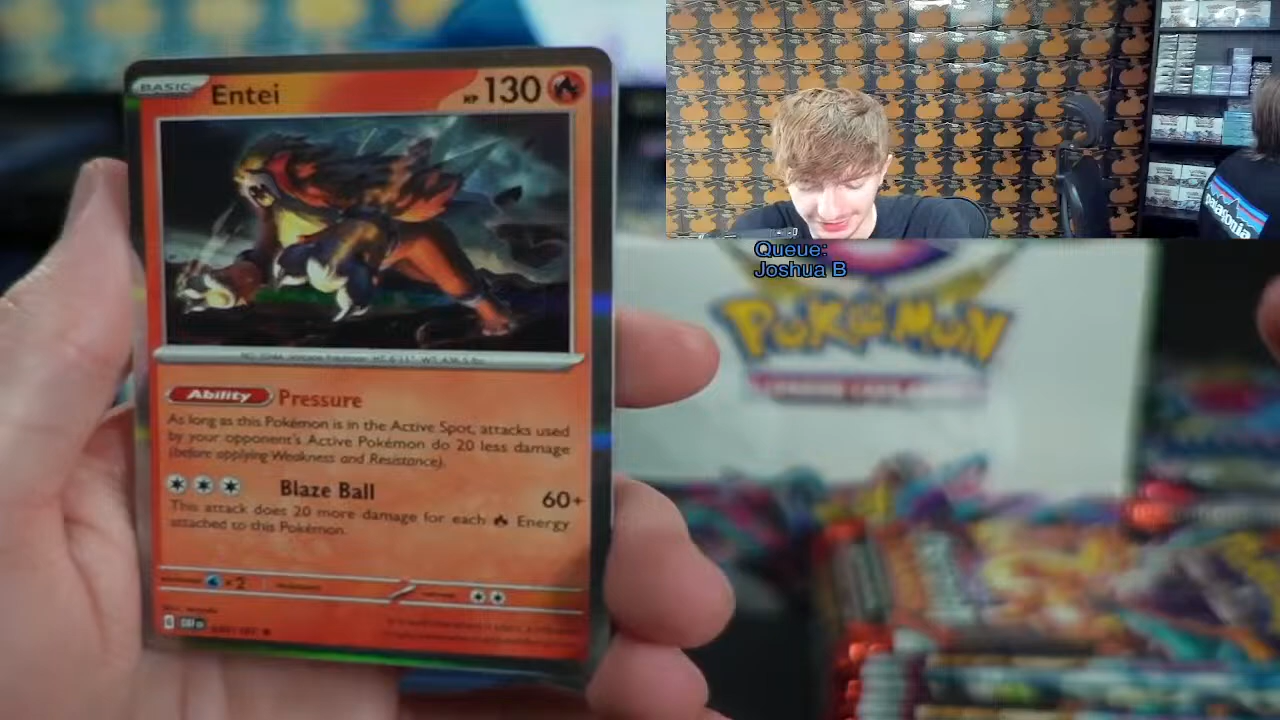 BASIC
Entei
HP 130
Ability Pressure
As long as this Pokémon is in the Active Spot, attacks used
by your opponent's Active Pokémon do 20 less damage
(before applying Weakness and Resistance).
Blaze Ball 60+
This attack does 20 more damage for each Energy
attached to this Pokémon.
×2
Queue:
Joshua B
POKÉMON
patagonia